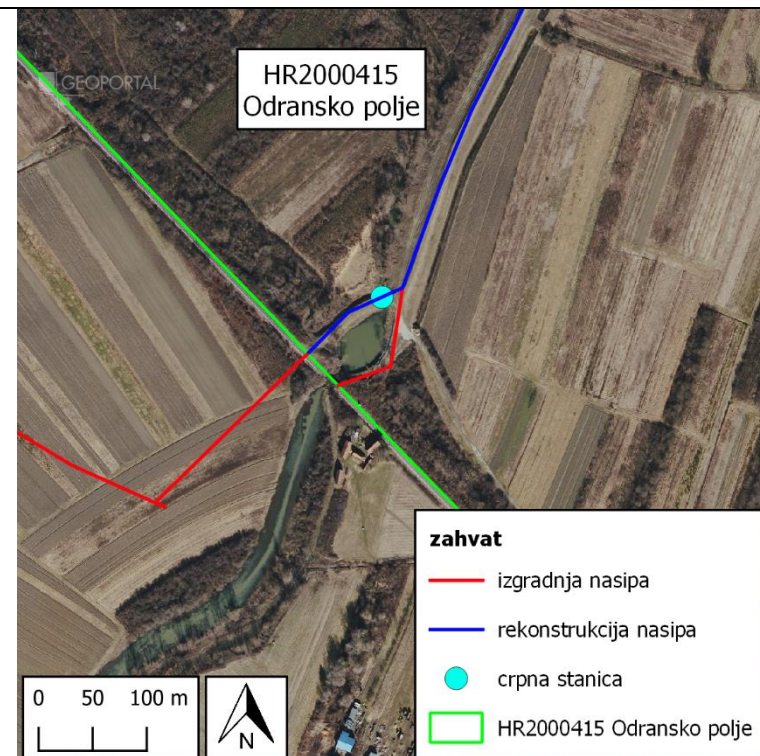 GEOPORTAL
HR2000415
Odransko polje
zahvat
izgradnja nasipa
rekonstrukcija nasipa
crpna stanica
HR2000415 Odransko polje
0 50 100 m
N